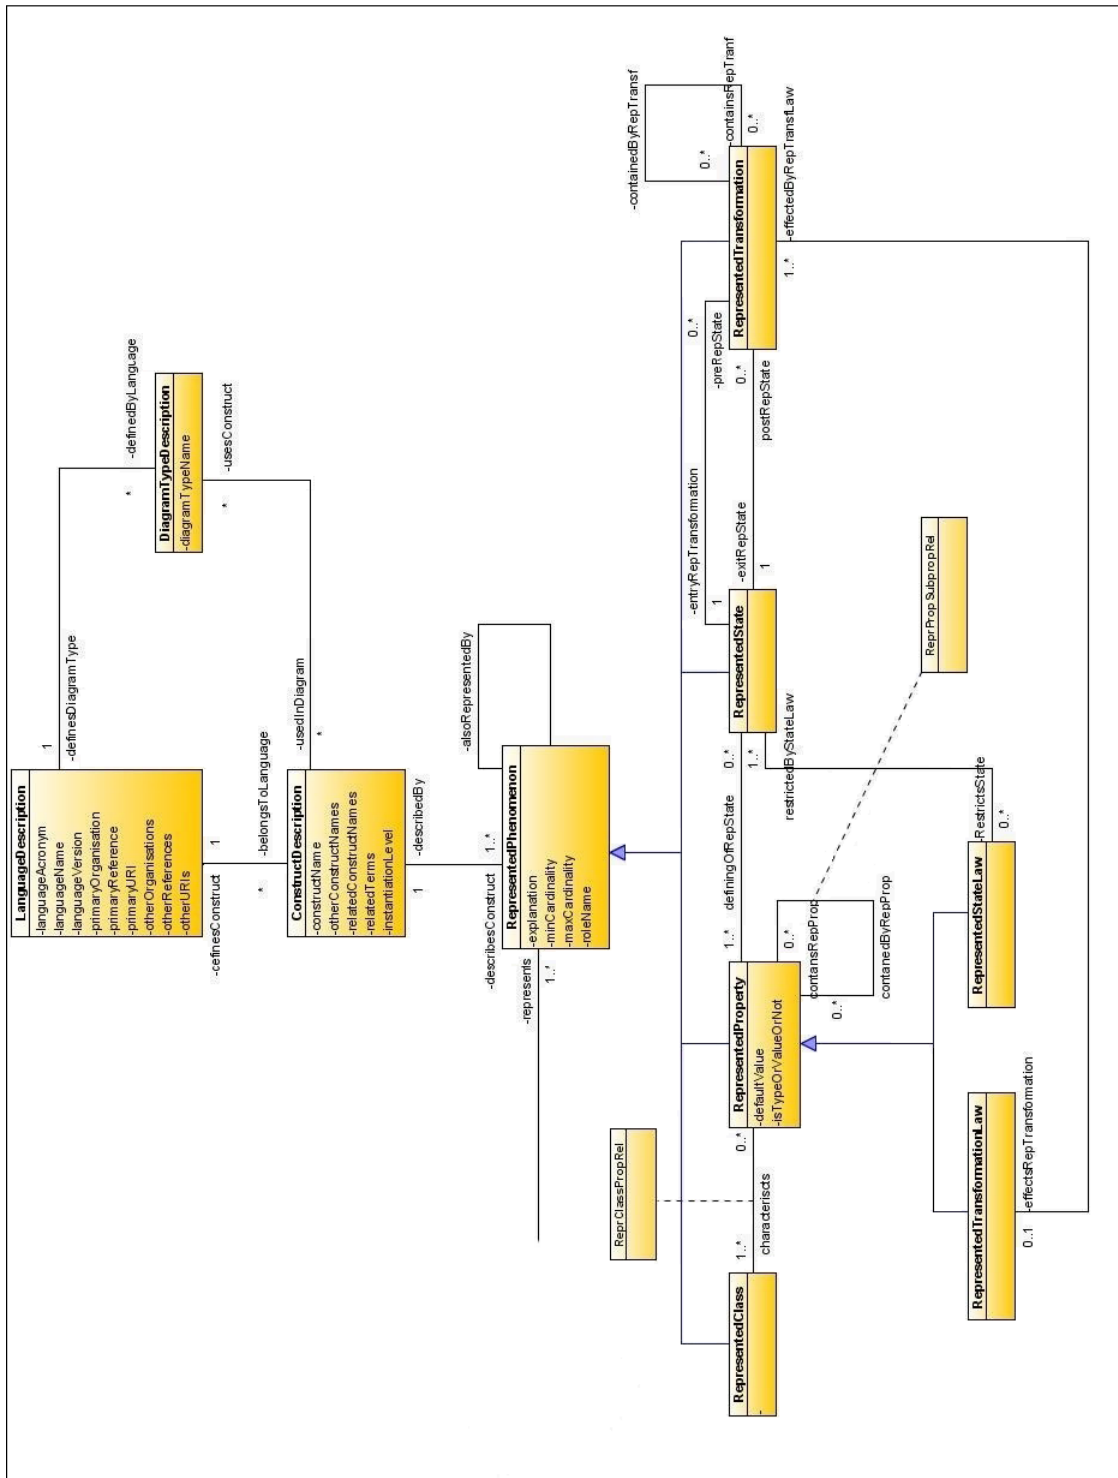 LanguageDescription
-languageAcronym
-languageName
-languageVersion
-primaryOrganisation
-primaryReference
-primaryURI
-otherOrganisations
-otherReferences
-otherURIs
1
-definesDiagramType
-definedByLanguage
*
DiagramTypeDescription
-diagramTypeName
-usesConstruct
*
-cefinesConstruct
1
-belongsToLanguage
*
-usedInDiagram
*
ConstructDescription
-constructName
-otherConstructNames
-relatedConstructNames
-relatedTerms
-instantiationLevel
-describedBy
1
-describesConstruct
1..*
-alsoRepresentedBy
RepresentedPhenomenon
-explanation
-minCardinality
-maxCardinality
-roleName
-represents
1..*
ReprClassPropRel
RepresentedClass
-
1..*
characteriscts
0..*
RepresentedProperty
-defaultValue
-isTypeOrValueOrNot
1..*
definingOfRepState
0..*
0..*
contansRepProp
0..*
contanedByRepProp
RepresentedState
-entryRepTransformation
1
-exitRepState
1
1..*
restrictedByStateLaw
0..*
-preRepState
0..*
postRepState
RepresentedTransformation
-containedByRepTransf
0..*
-containsRepTranf
0..*
-effectedByRepTransfLaw
1..*
ReprPropSubpropRel
RepresentedTransformationLaw
0..1
-effectsRepTransformation
RepresentedStateLaw
-RestrictsState
0..*